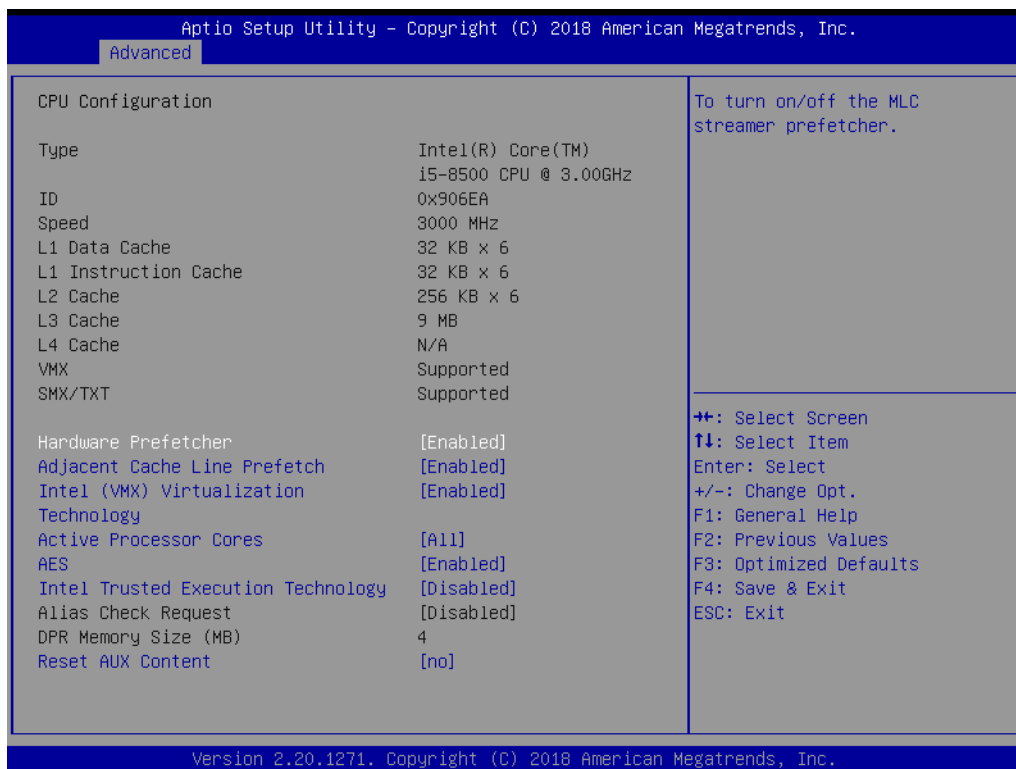 Aptio Setup Utility – Copyright (C) 2018 American Megatrends, Inc.
Advanced
CPU Configuration
Type Intel(R) Core(TM)
i5-8500 CPU @ 3.00GHz
ID 0x906EA
Speed 3000 MHz
L1 Data Cache 32 KB x 6
L1 Instruction Cache 32 KB x 6
L2 Cache 256 KB x 6
L3 Cache 9 MB
L4 Cache N/A
VMX Supported
SMX/TXT Supported
Hardware Prefetcher [Enabled]
Adjacent Cache Line Prefetch [Enabled]
Intel (VMX) Virtualization [Enabled]
Technology
Active Processor Cores [All]
AES [Enabled]
Intel Trusted Execution Technology [Disabled]
Alias Check Request [Disabled]
DPR Memory Size (MB) 4
Reset AUX Content [no]
To turn on/off the MLC
streamer prefetcher.
→←: Select Screen
↑↓: Select Item
Enter: Select
+/-: Change Opt.
F1: General Help
F2: Previous Values
F3: Optimized Defaults
F4: Save & Exit
ESC: Exit
Version 2.20.1271. Copyright (C) 2018 American Megatrends, Inc.